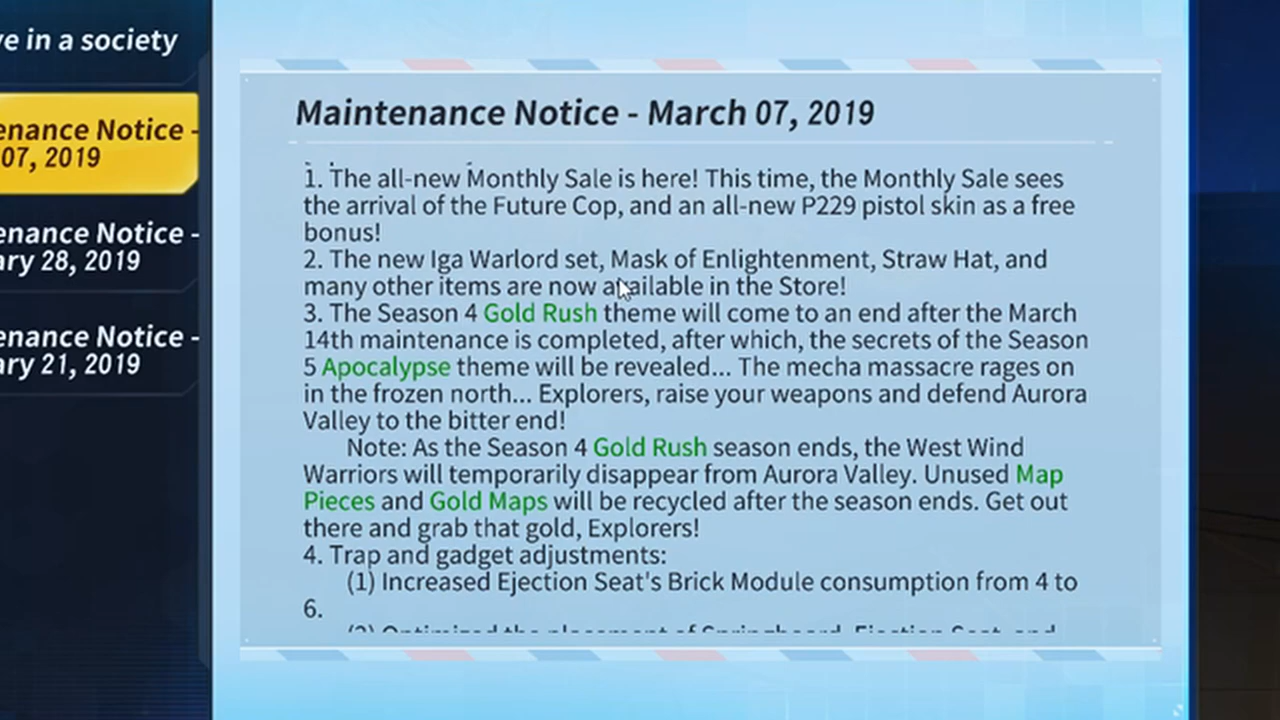 ve in a society
enance Notice -
07, 2019
enance Notice -
ary 28, 2019
enance Notice -
ary 21, 2019
Maintenance Notice - March 07, 2019
1. The all-new Monthly Sale is here! This time, the Monthly Sale sees
the arrival of the Future Cop, and an all-new P229 pistol skin as a free
bonus!
2. The new Iga Warlord set, Mask of Enlightenment, Straw Hat, and
many other items are now available in the Store!
3. The Season 4 Gold Rush theme will come to an end after the March
14th maintenance is completed, after which, the secrets of the Season
5 Apocalypse theme will be revealed... The mecha massacre rages on
in the frozen north... Explorers, raise your weapons and defend Aurora
Valley to the bitter end!
Note: As the Season 4 Gold Rush season ends, the West Wind
Warriors will temporarily disappear from Aurora Valley. Unused Map
Pieces and Gold Maps will be recycled after the season ends. Get out
there and grab that gold, Explorers!
4. Trap and gadget adjustments:
(1) Increased Ejection Seat's Brick Module consumption from 4 to
6.
(2) Optimized the placement of Springboard, Ejection Seat, and